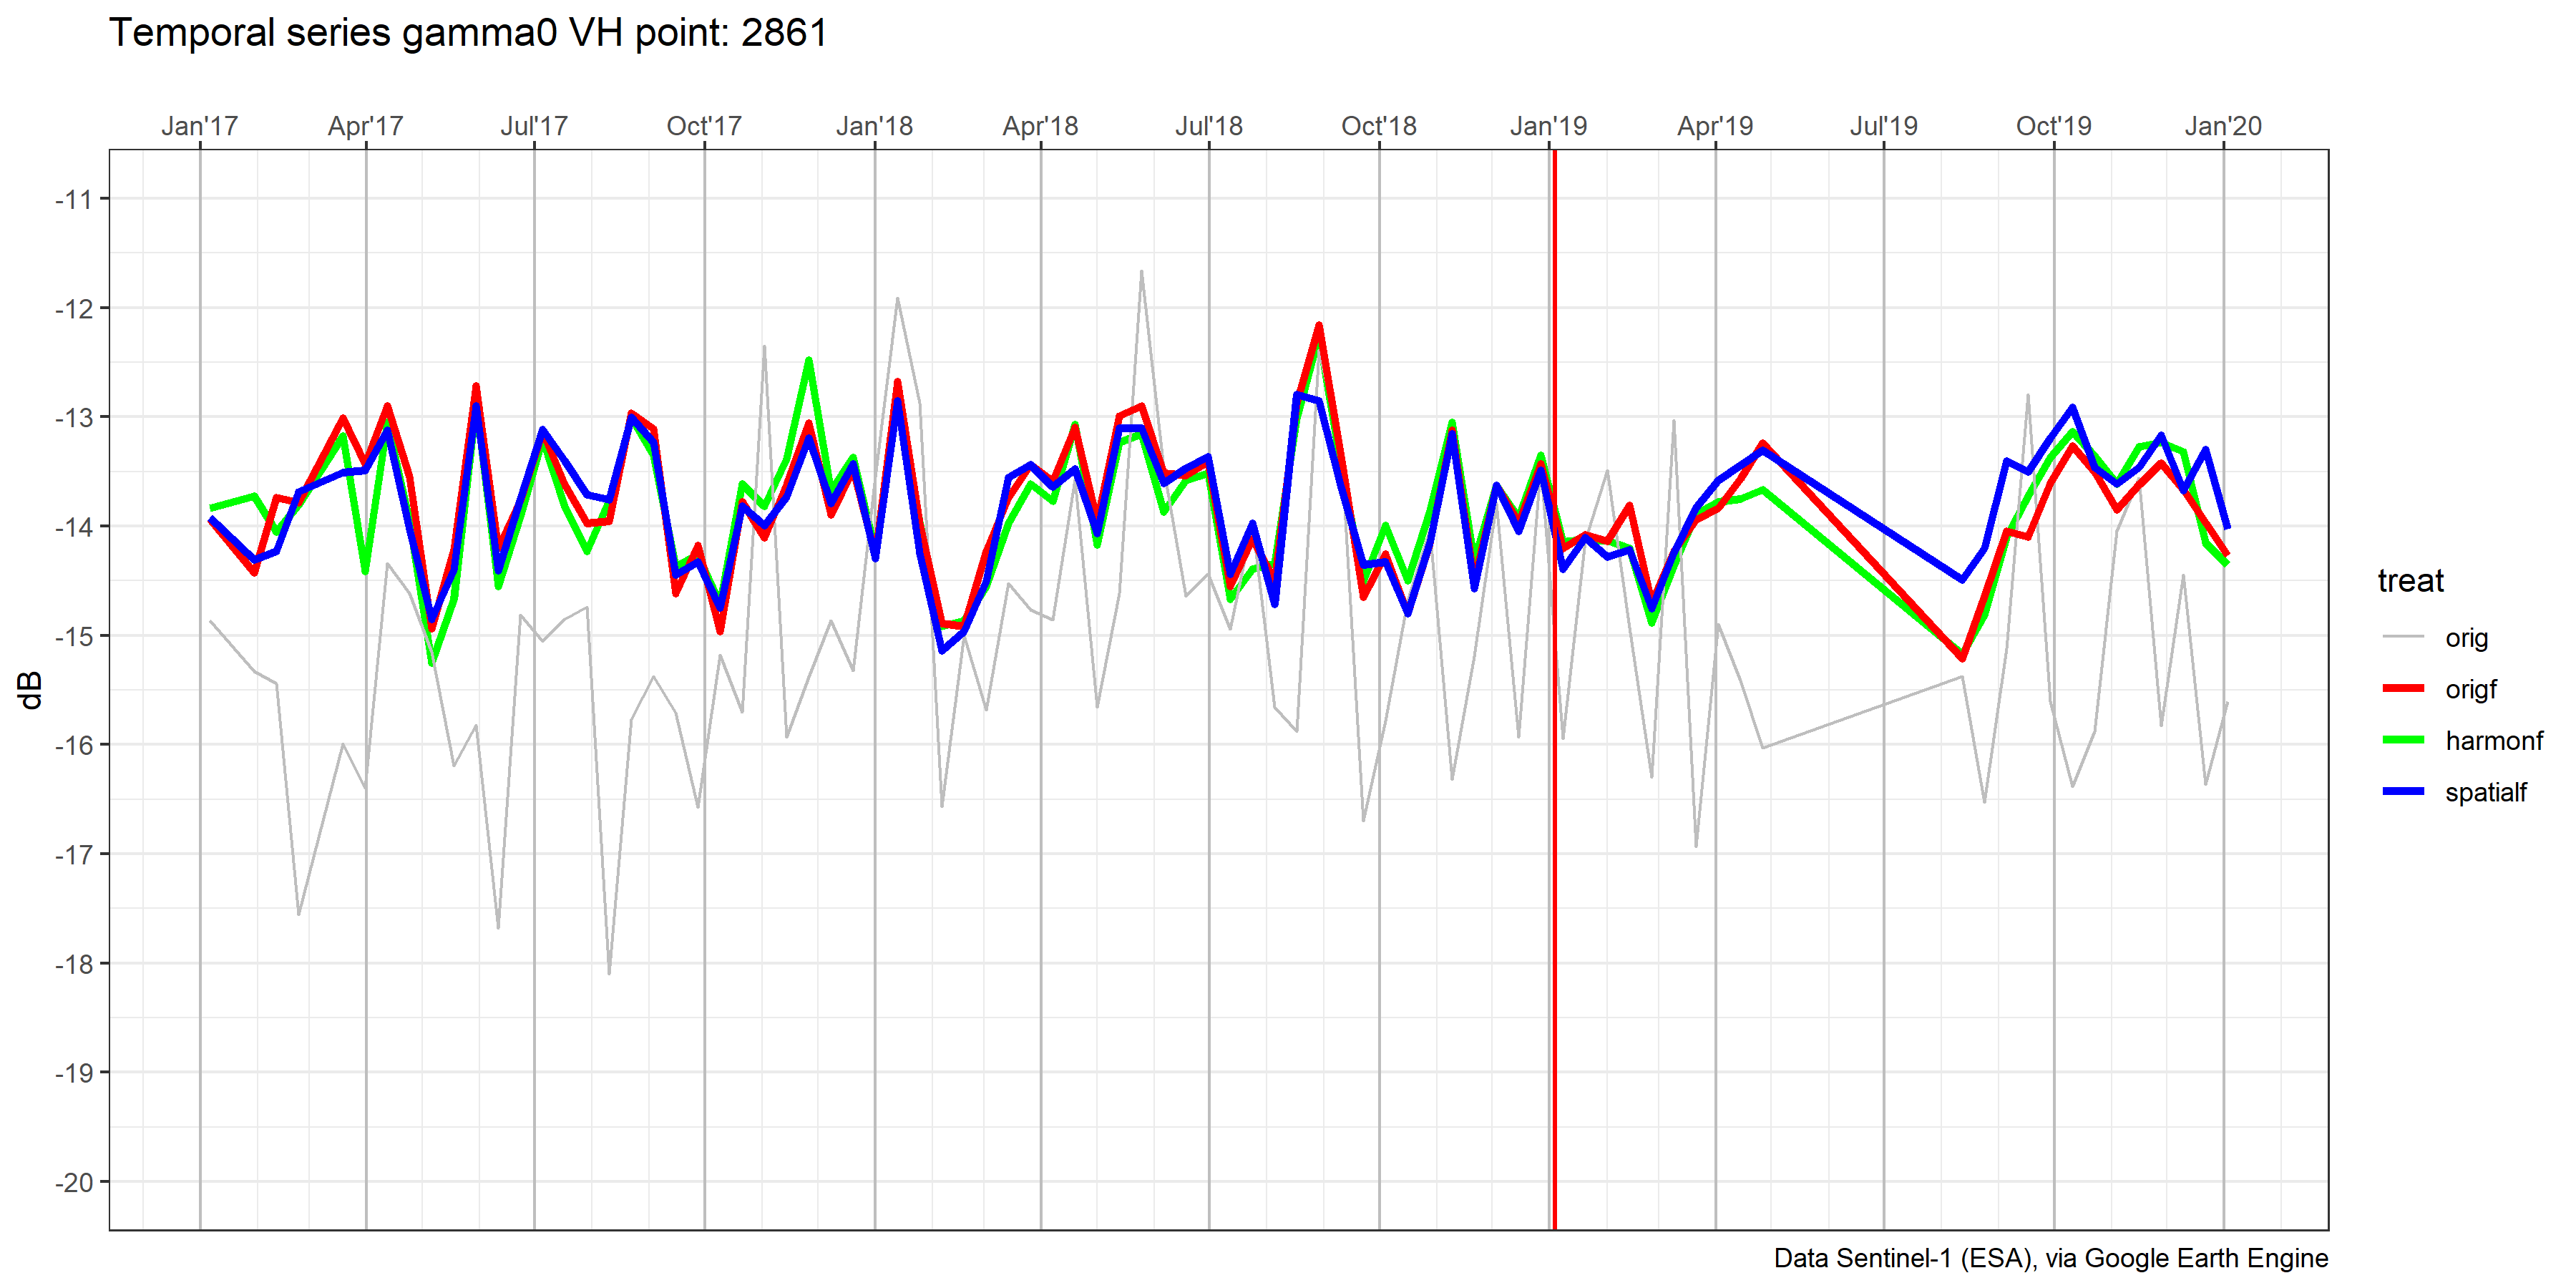 Temporal series gamma0 VH point: 2861
Jan'17 Apr'17 Jul'17 Oct'17 Jan'18 Apr'18 Jul'18 Oct'18 Jan'19 Apr'19 Jul'19 Oct'19 Jan'20
-11
-12
-13
-14
-15
-16
-17
-18
-19
-20
dB
treat
orig
origf
harmonf
spatialf
Data Sentinel-1 (ESA), via Google Earth Engine